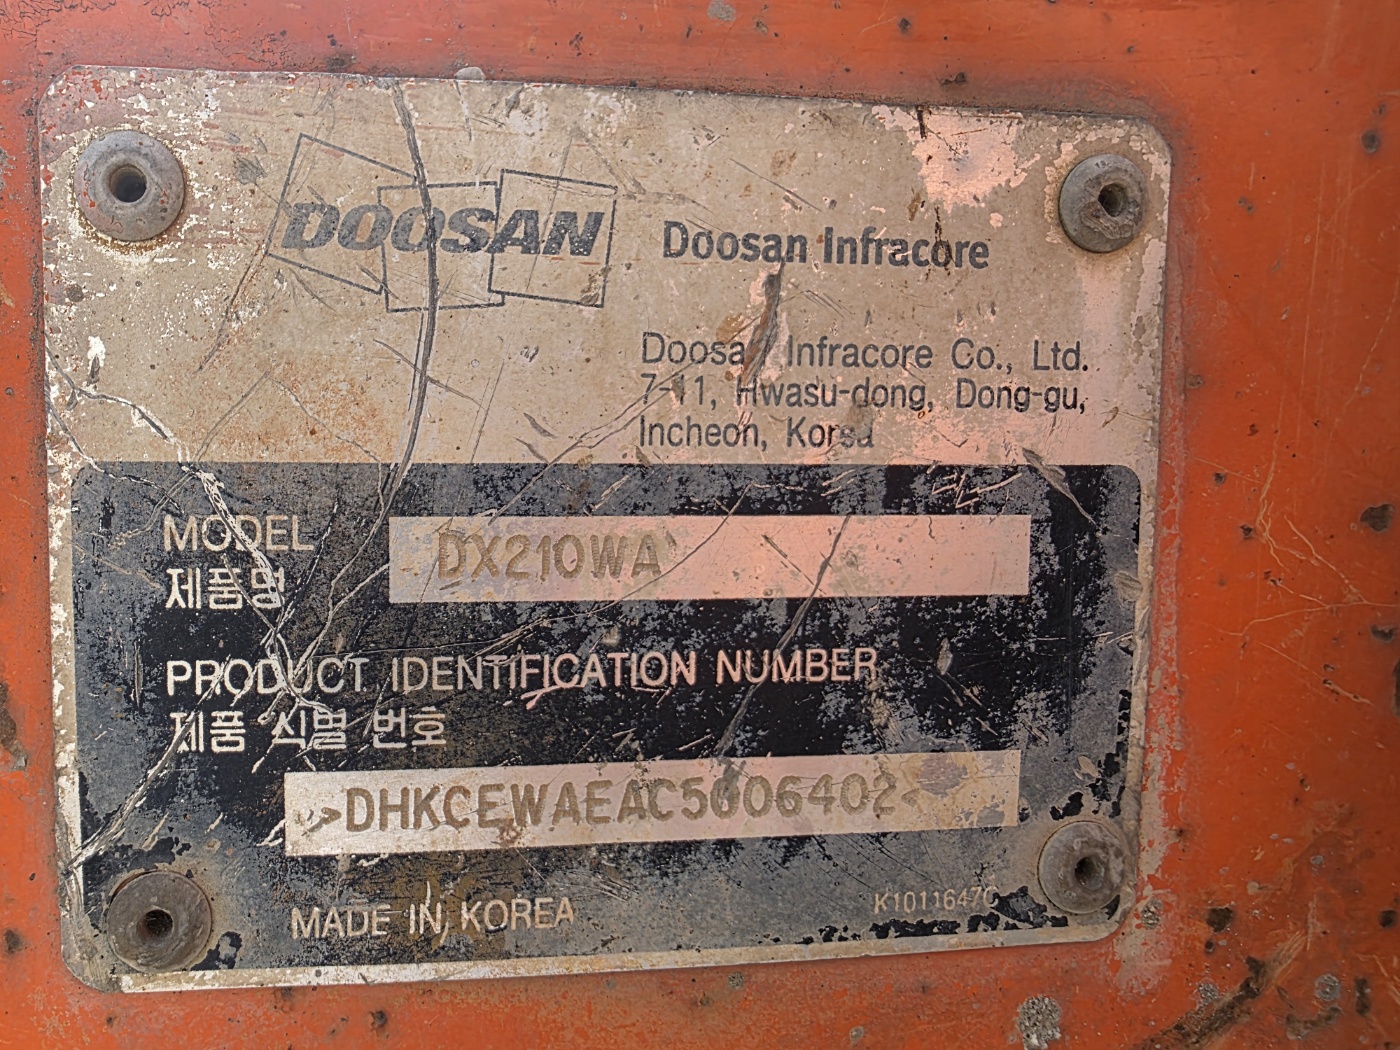 DOOSAN
Doosan Infracore
Doosan Infracore Co., Ltd.
7-11, Hwasu-dong, Dong-gu,
Incheon, Korea
MODEL
제품명
DX210WA
PRODUCT IDENTIFICATION NUMBER
제품 식별 번호
>DHKCEWAEAC5006402<
MADE IN KOREA
K1011647C